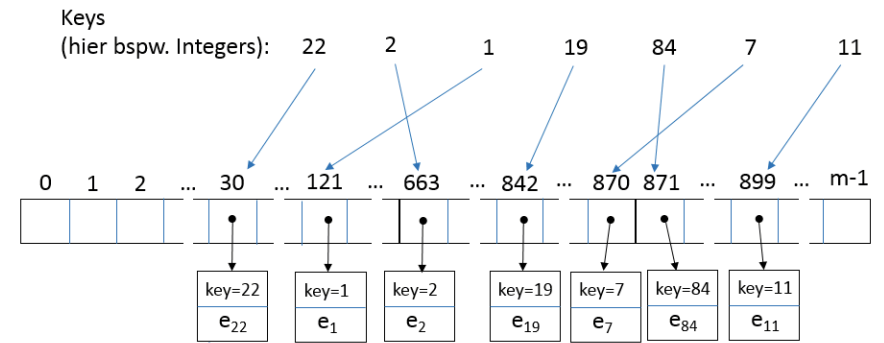 Keys
(hier bspw. Integers): 22 2 1 19 84 7 11
0 1 2 ... 30 ... 121 ... 663 ... 842 ... 870 871 ... 899 ... m-1
key=22 key=1 key=2 key=19 key=7 key=84 key=11
e₂₂ e₁ e₂ e₁₉ e₇ e₈₄ e₁₁